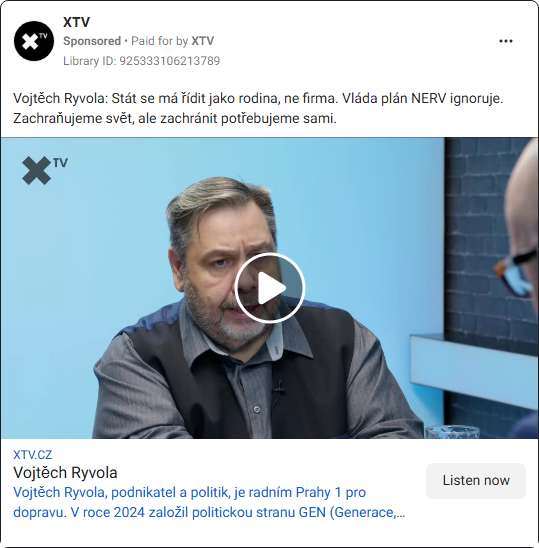 XTV
Sponsored • Paid for by XTV
Library ID: 925333106213789
Vojtěch Ryvola: Stát se má řídit jako rodina, ne firma. Vláda plán NERV ignoruje.
Zachraňujeme svět, ale zachránit potřebujeme sami.
XTV
XTV.CZ
Vojtěch Ryvola
Vojtěch Ryvola, podnikatel a politik, je radním Prahy 1 pro
dopravu. V roce 2024 založil politickou stranu GEN (Generace,...
Listen now